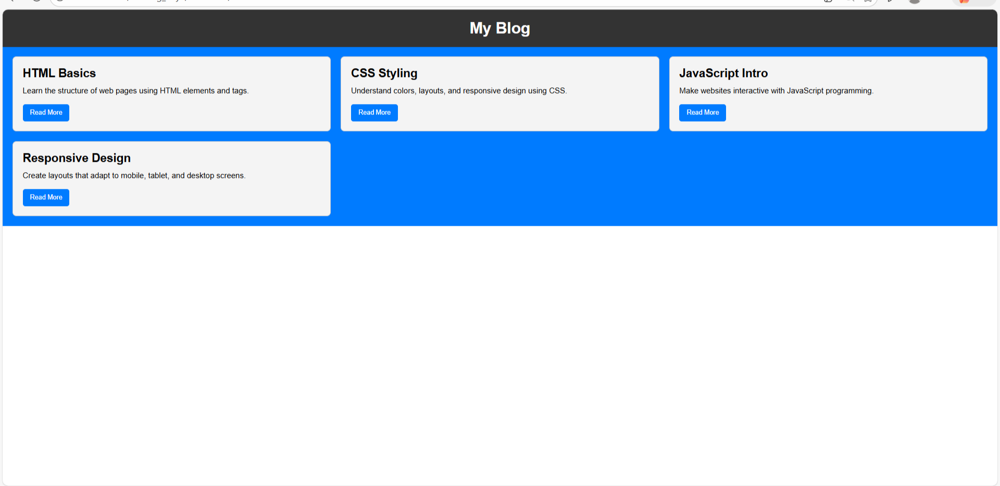 My Blog
HTML Basics
Learn the structure of web pages using HTML elements and tags.
Read More
CSS Styling
Understand colors, layouts, and responsive design using CSS.
Read More
JavaScript Intro
Make websites interactive with JavaScript programming.
Read More
Responsive Design
Create layouts that adapt to mobile, tablet, and desktop screens.
Read More